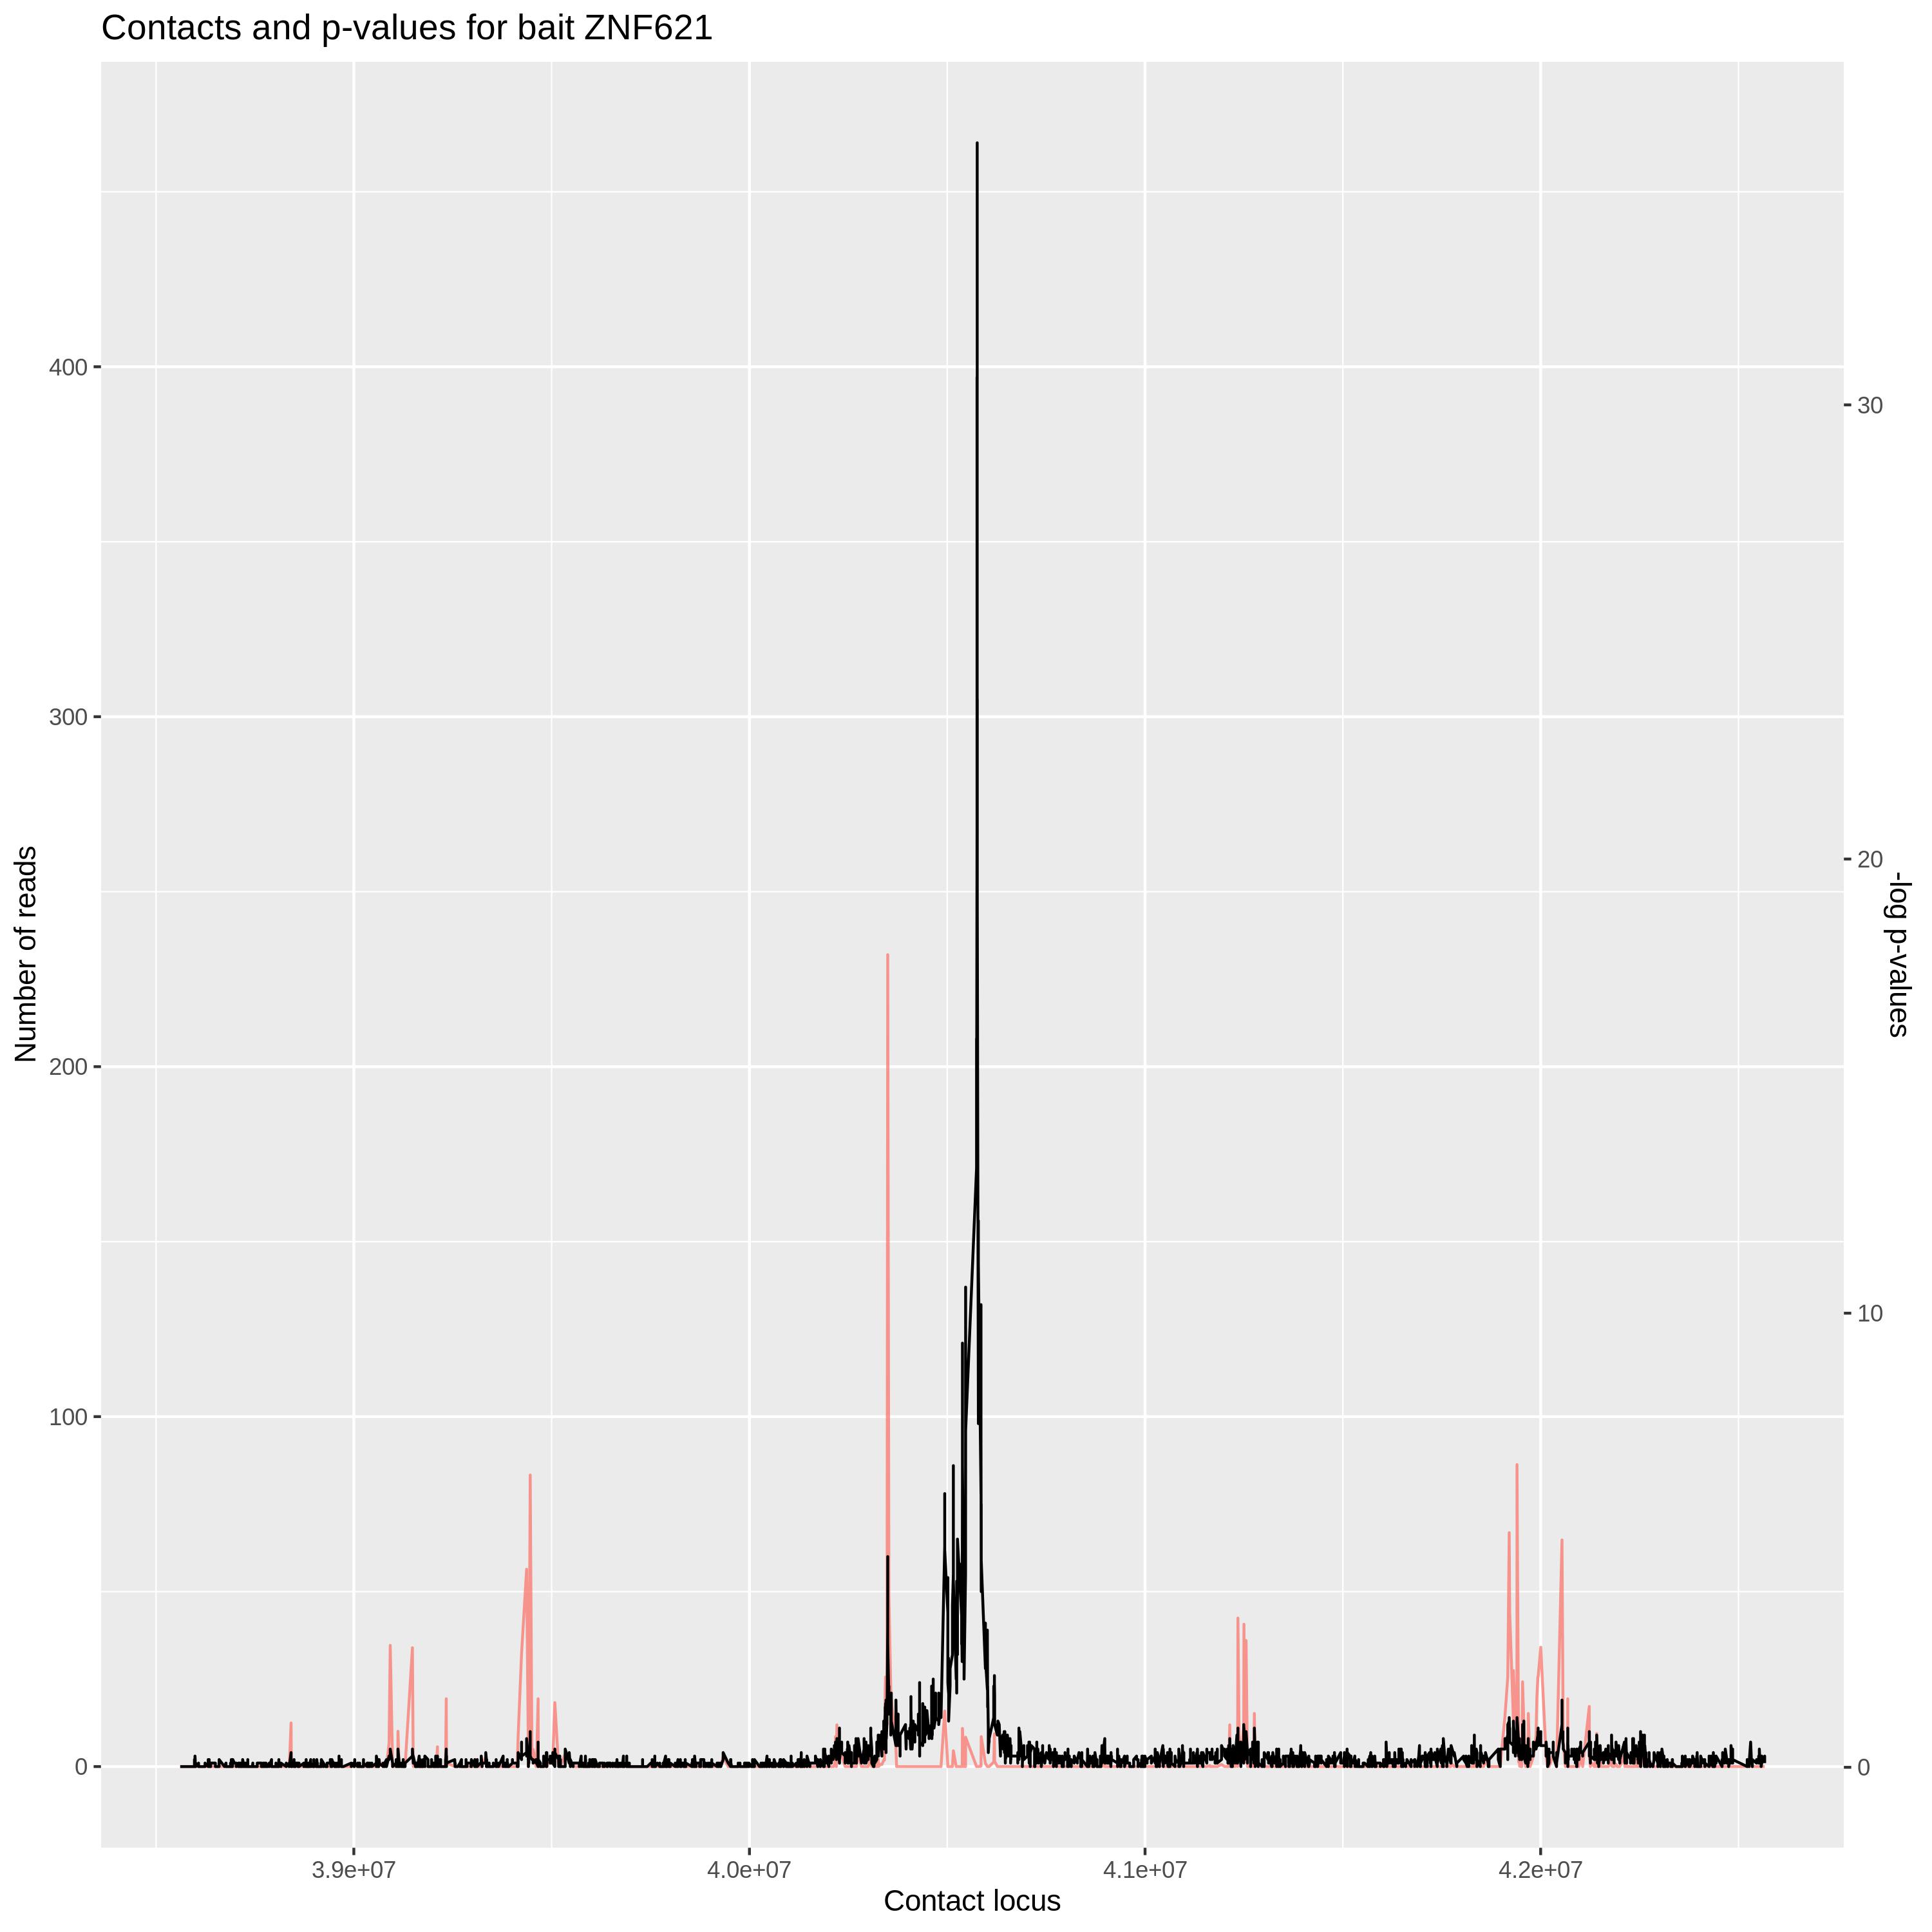 Contacts and p-values for bait ZNF621
400
300
200
100
0
Number of reads
30
20
10
0
-log p-values
3.9e+07
4.0e+07
4.1e+07
4.2e+07
Contact locus